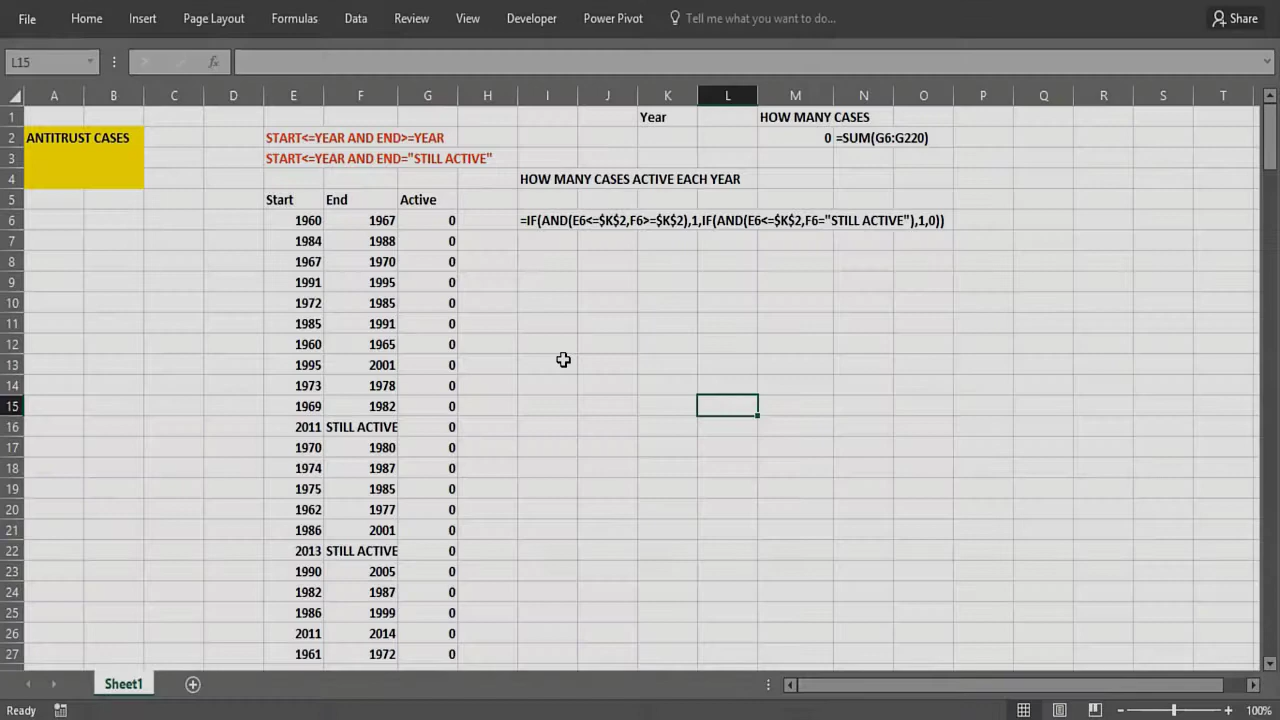 File Home Insert Page Layout Formulas Data Review View Developer Power Pivot Tell me what you want to do... Share
L15 fx
A B C D E F G H I J K L M N O P Q R S T
1 Year HOW MANY CASES
2 ANTITRUST CASES START<=YEAR AND END>=YEAR 0 =SUM(G6:G220)
3 START<=YEAR AND END="STILL ACTIVE"
4 HOW MANY CASES ACTIVE EACH YEAR
5 Start End Active
6 1960 1967 0 =IF(AND(E6<=$K$2,F6>=$K$2),1,IF(AND(E6<=$K$2,F6="STILL ACTIVE"),1,0))
7 1984 1988 0
8 1967 1970 0
9 1991 1995 0
10 1972 1985 0
11 1985 1991 0
12 1960 1965 0
13 1995 2001 0
14 1973 1978 0
15 1969 1982 0
16 2011 STILL ACTIVE 0
17 1970 1980 0
18 1974 1987 0
19 1975 1985 0
20 1962 1977 0
21 1986 2001 0
22 2013 STILL ACTIVE 0
23 1990 2005 0
24 1982 1987 0
25 1986 1999 0
26 2011 2014 0
27 1961 1972 0
Sheet1
Ready 100%